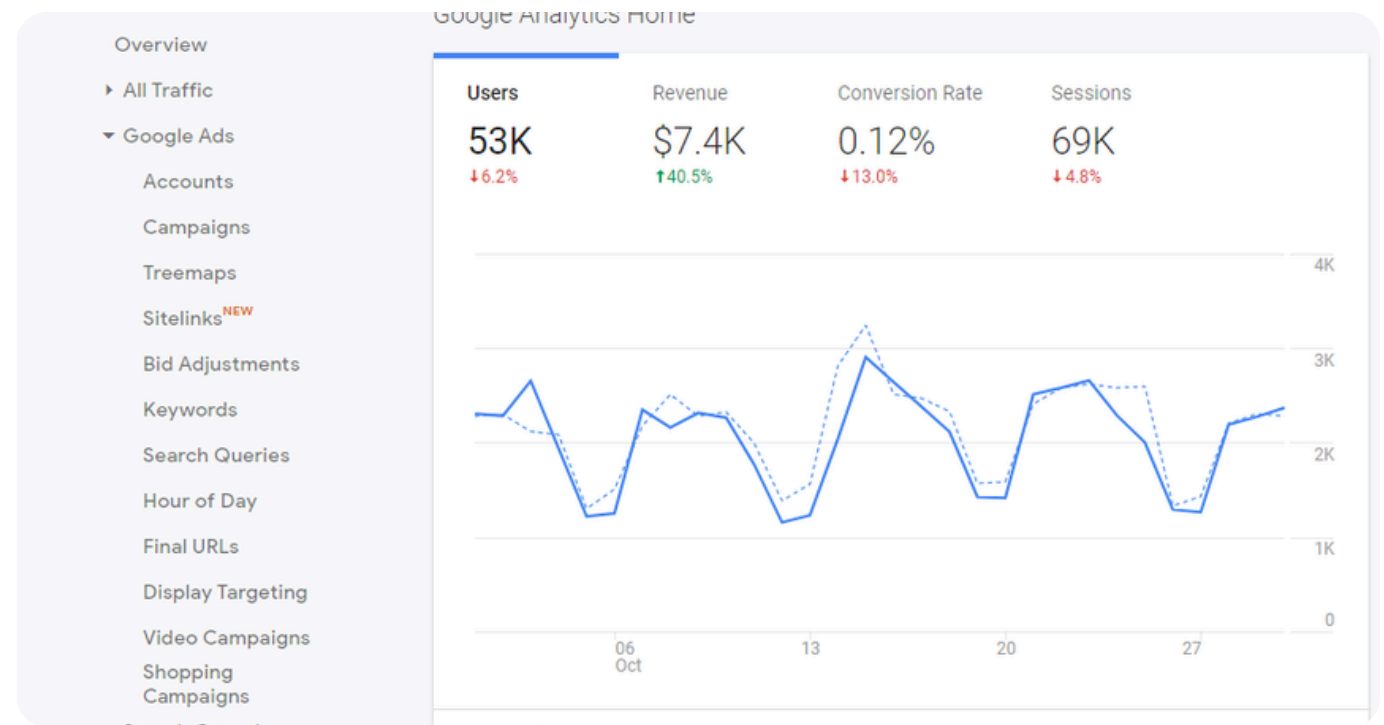 Google Analytics Home
Overview
All Traffic
Google Ads
Accounts
Campaigns
Treemaps
Sitelinks NEW
Bid Adjustments
Keywords
Search Queries
Hour of Day
Final URLs
Display Targeting
Video Campaigns
Shopping
Campaigns
Users
53K
↓6.2%
Revenue
$7.4K
↑40.5%
Conversion Rate
0.12%
↓13.0%
Sessions
69K
↓4.8%
4K
3K
2K
1K
0
06
Oct
13
20
27